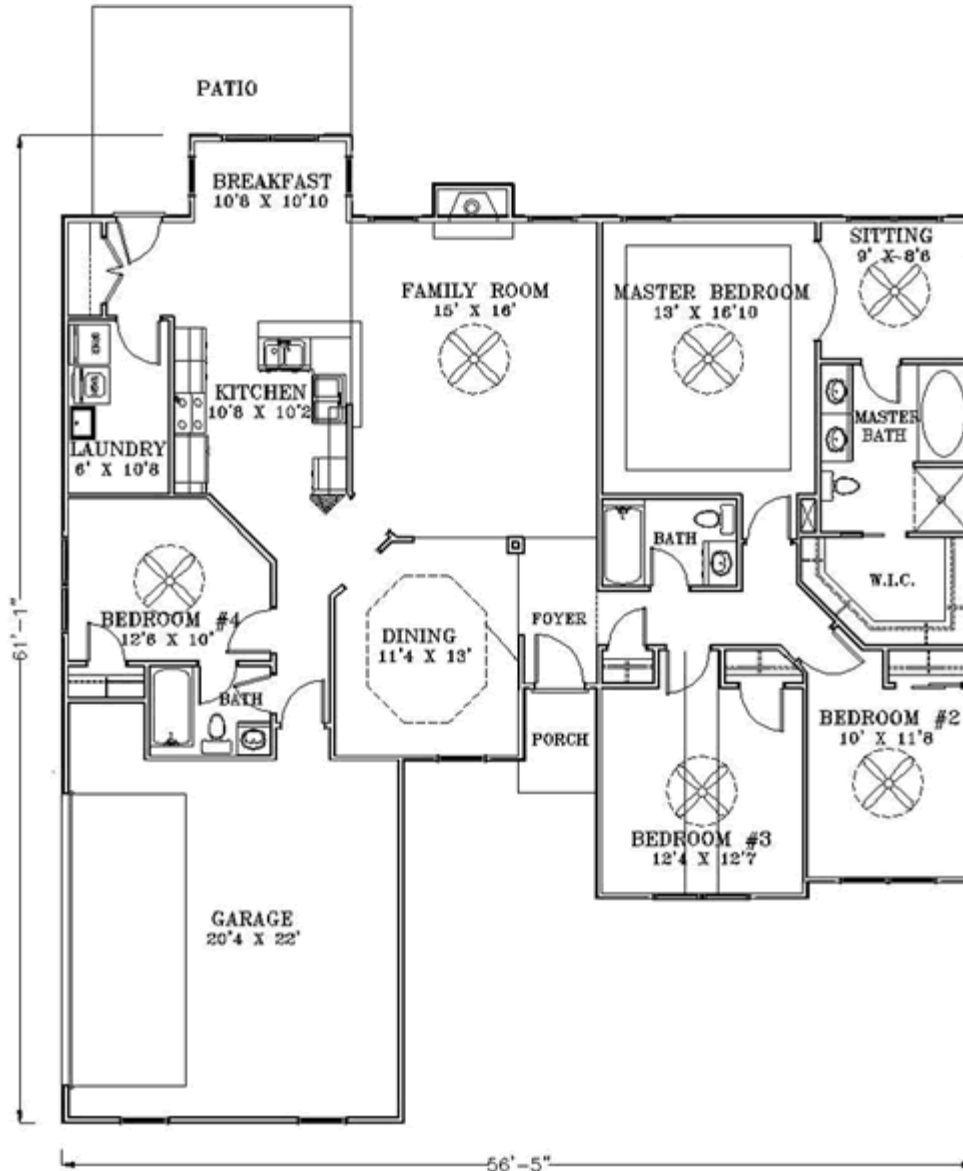 PATIO
BREAKFAST
10'8 X 10'10
SITTING
9' X 8'6
FAMILY ROOM
15' X 16'
MASTER BEDROOM
13' X 16'10
KITCHEN
10'8 X 10'2
MASTER
BATH
LAUNDRY
6' X 10'8
BATH
W.I.C.
BEDROOM #4
12'6 X 10'
FOYER
DINING
11'4 X 13'
61'-1"
BATH
PORCH
BEDROOM #2
10' X 11'8
BEDROOM #3
12'4 X 12'7
GARAGE
20'4 X 22'
56'-5"